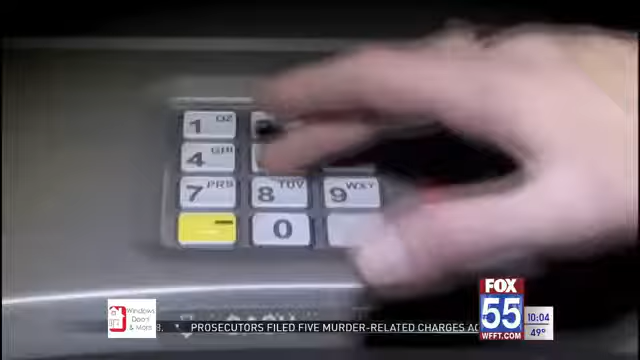 1 QZ
4 GHI
7 PRS
8 TUV
9 WXY
0
FOX
55
WFFT.COM
10:04
49°
Windows
Doors
& More
8. PROSECUTORS FILED FIVE MURDER-RELATED CHARGES AG